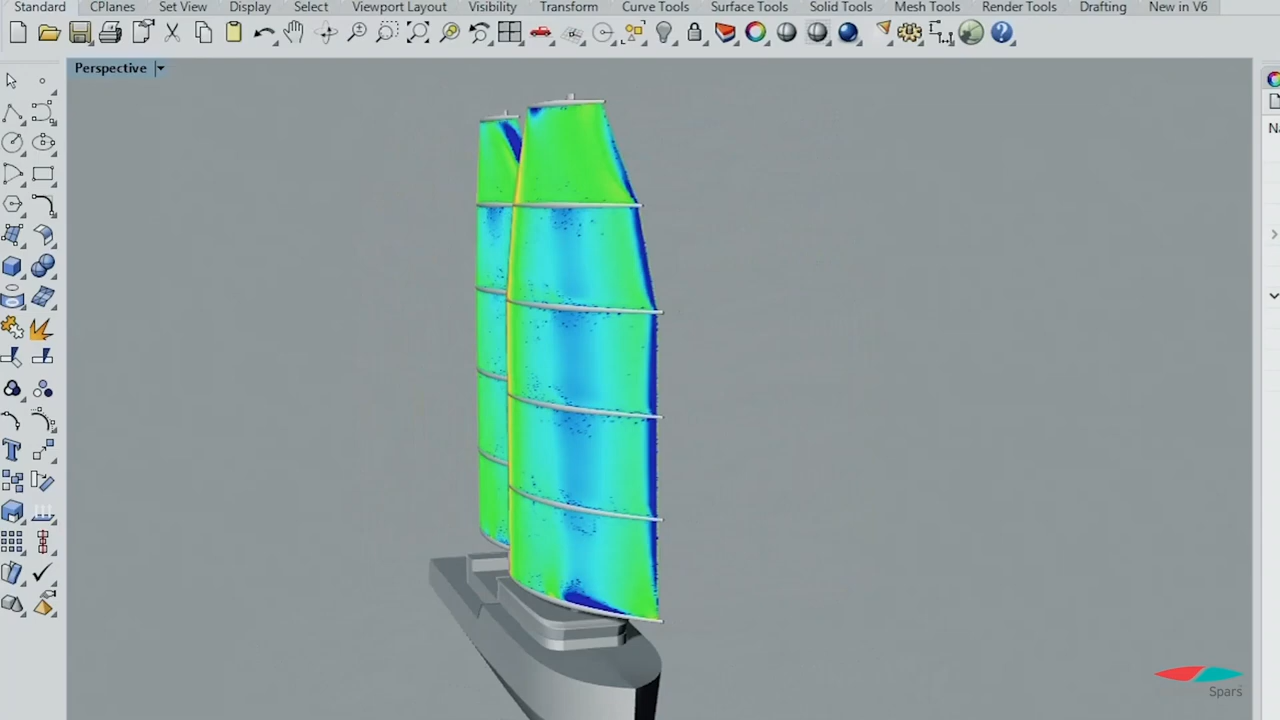 Standard CPlanes Set View Display Select Viewport Layout Visibility Transform Curve Tools Surface Tools Solid Tools Mesh Tools Render Tools Drafting New in V6
Perspective
Spars